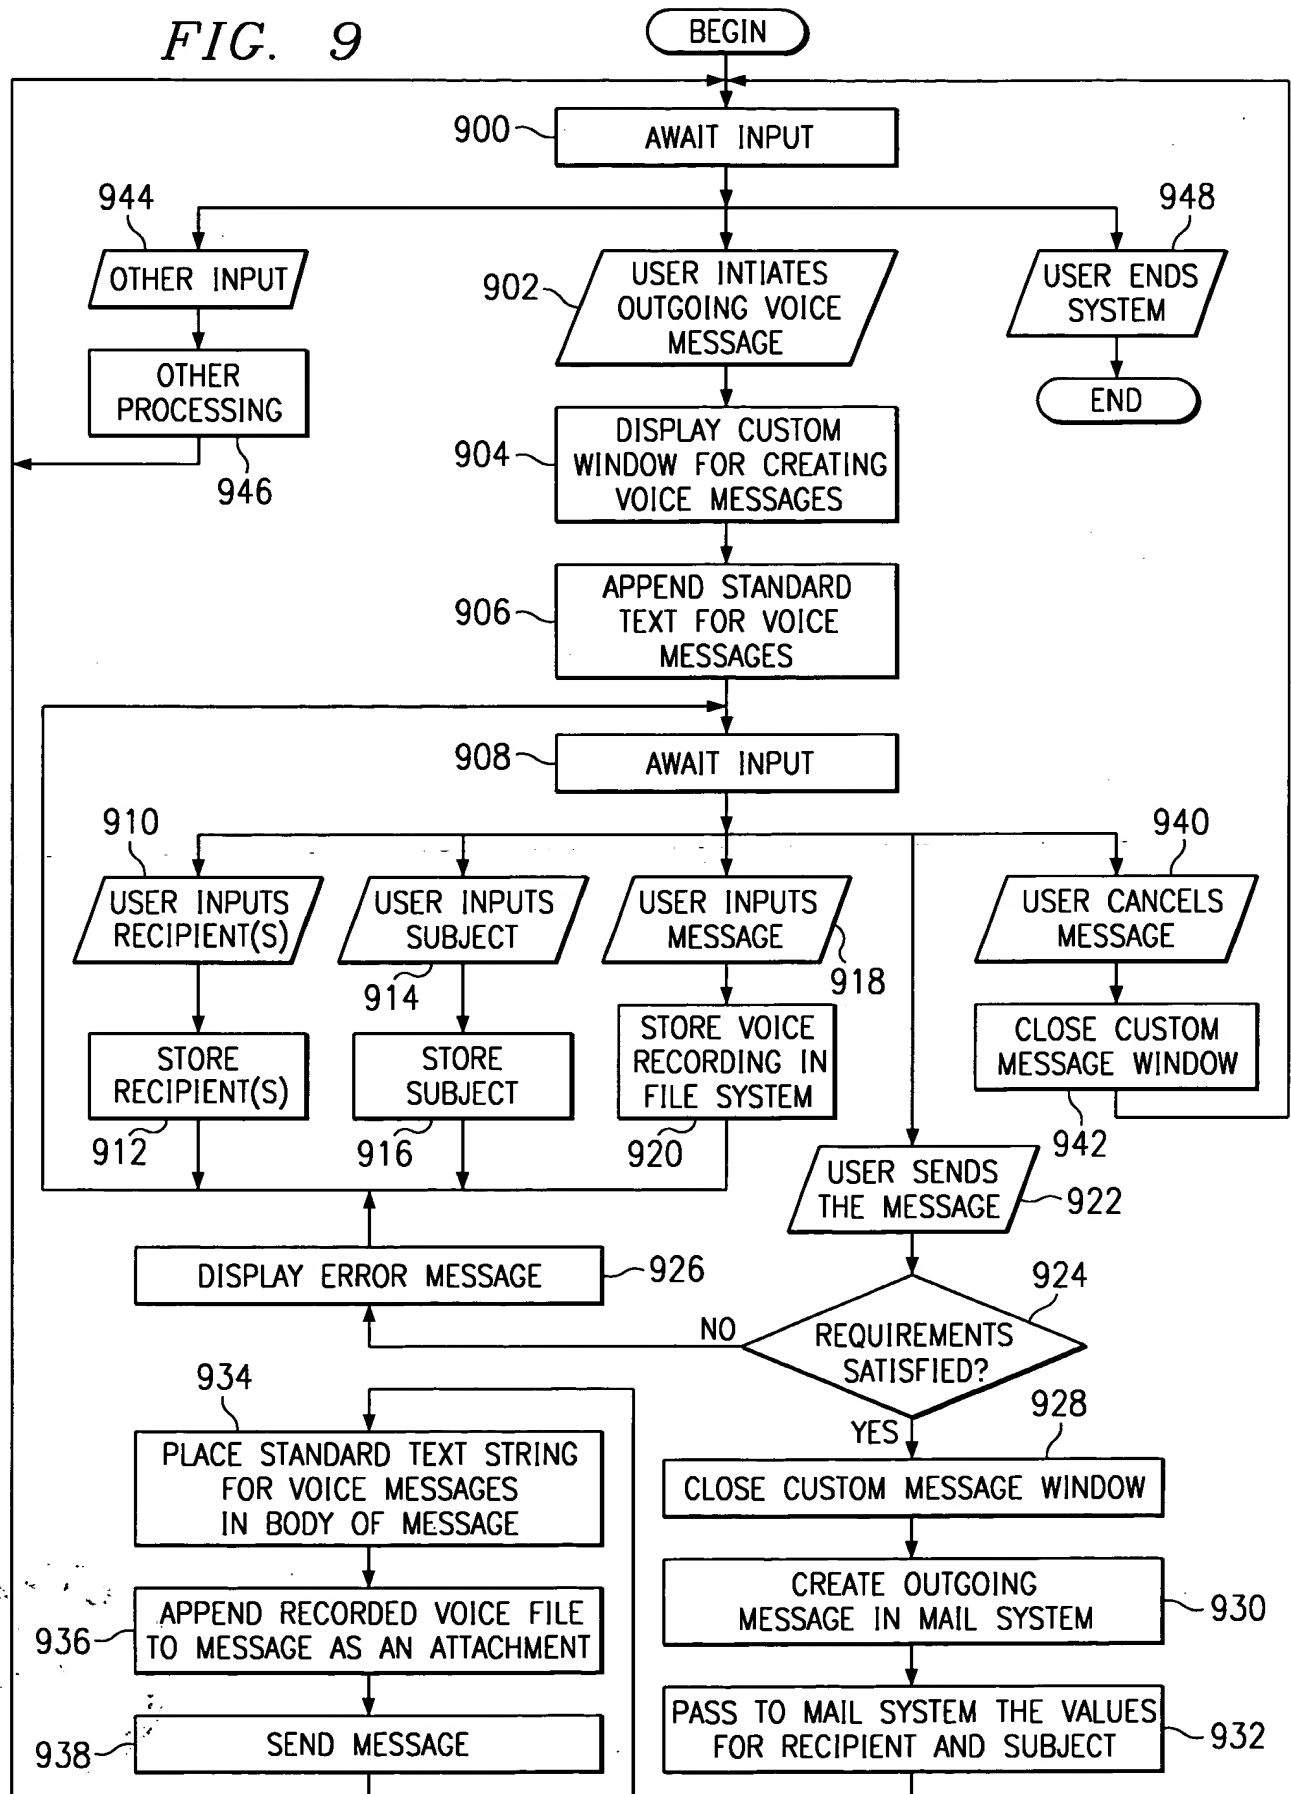 FIG. 9
BEGIN
900
AWAIT INPUT
944
948
OTHER INPUT
902
USER INTIATES
OUTGOING VOICE
MESSAGE
USER ENDS
SYSTEM
OTHER
PROCESSING
946
END
904
DISPLAY CUSTOM
WINDOW FOR CREATING
VOICE MESSAGES
906
APPEND STANDARD
TEXT FOR VOICE
MESSAGES
908
AWAIT INPUT
910
940
USER INPUTS
RECIPIENT(S)
USER INPUTS
SUBJECT
914
USER INPUTS
MESSAGE
918
USER CANCELS
MESSAGE
STORE
RECIPIENT(S)
912
STORE
SUBJECT
916
STORE VOICE
RECORDING IN
FILE SYSTEM
920
CLOSE CUSTOM
MESSAGE WINDOW
942
USER SENDS
THE MESSAGE
922
DISPLAY ERROR MESSAGE
926
924
NO
REQUIREMENTS
SATISFIED?
YES
934
928
PLACE STANDARD TEXT STRING
FOR VOICE MESSAGES
IN BODY OF MESSAGE
CLOSE CUSTOM MESSAGE WINDOW
936
APPEND RECORDED VOICE FILE
TO MESSAGE AS AN ATTACHMENT
CREATE OUTGOING
MESSAGE IN MAIL SYSTEM
930
938
SEND MESSAGE
PASS TO MAIL SYSTEM THE VALUES
FOR RECIPIENT AND SUBJECT
932